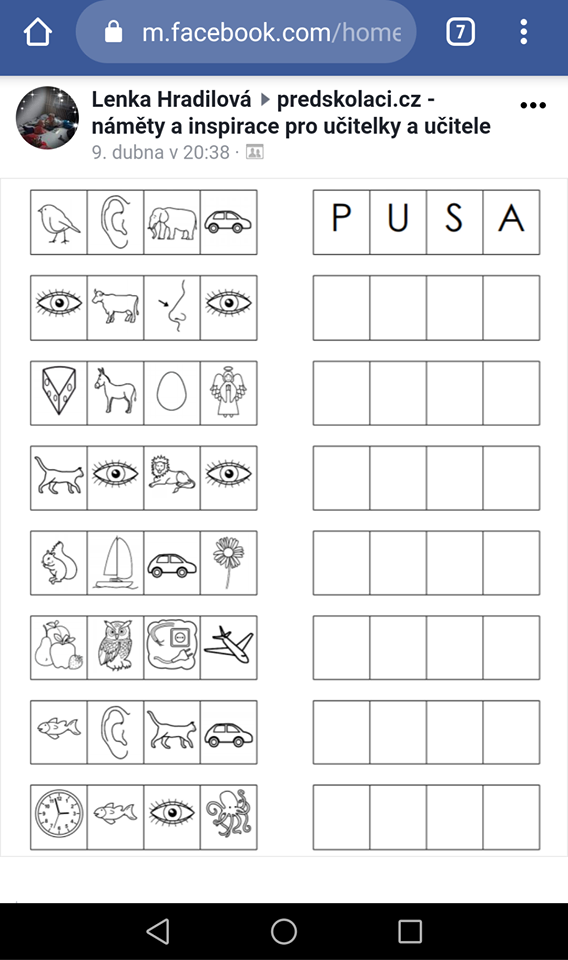 m.facebook.com/home
7
Lenka Hradilová ▸ predskolaci.cz -
náměty a inspirace pro učitelky a učitele
9. dubna v 20:38 ·
P U S A